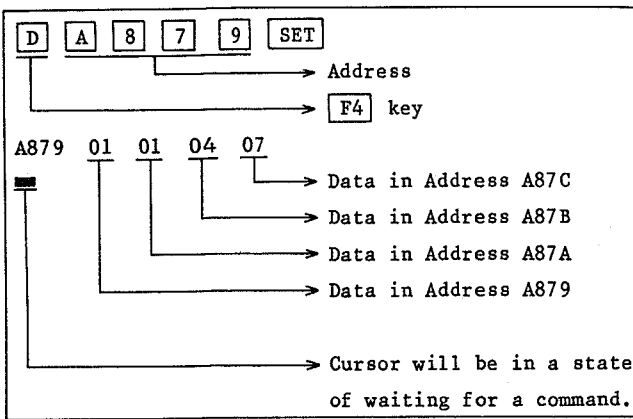 D A 8 7 9 SET
Address
F4 key
A879 01 01 04 07
Data in Address A87C
Data in Address A87B
Data in Address A87A
Data in Address A879
Cursor will be in a state
of waiting for a command.